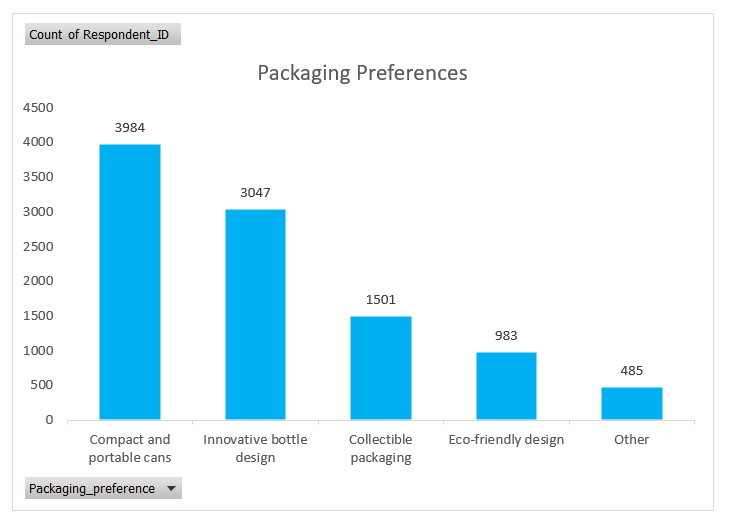 Count of Respondent_ID
Packaging Preferences
4500
4000
3500
3000
2500
2000
1500
1000
500
0
3984
3047
1501
983
485
Compact and
portable cans
Innovative bottle
design
Collectible
packaging
Eco-friendly design
Other
Packaging_preference